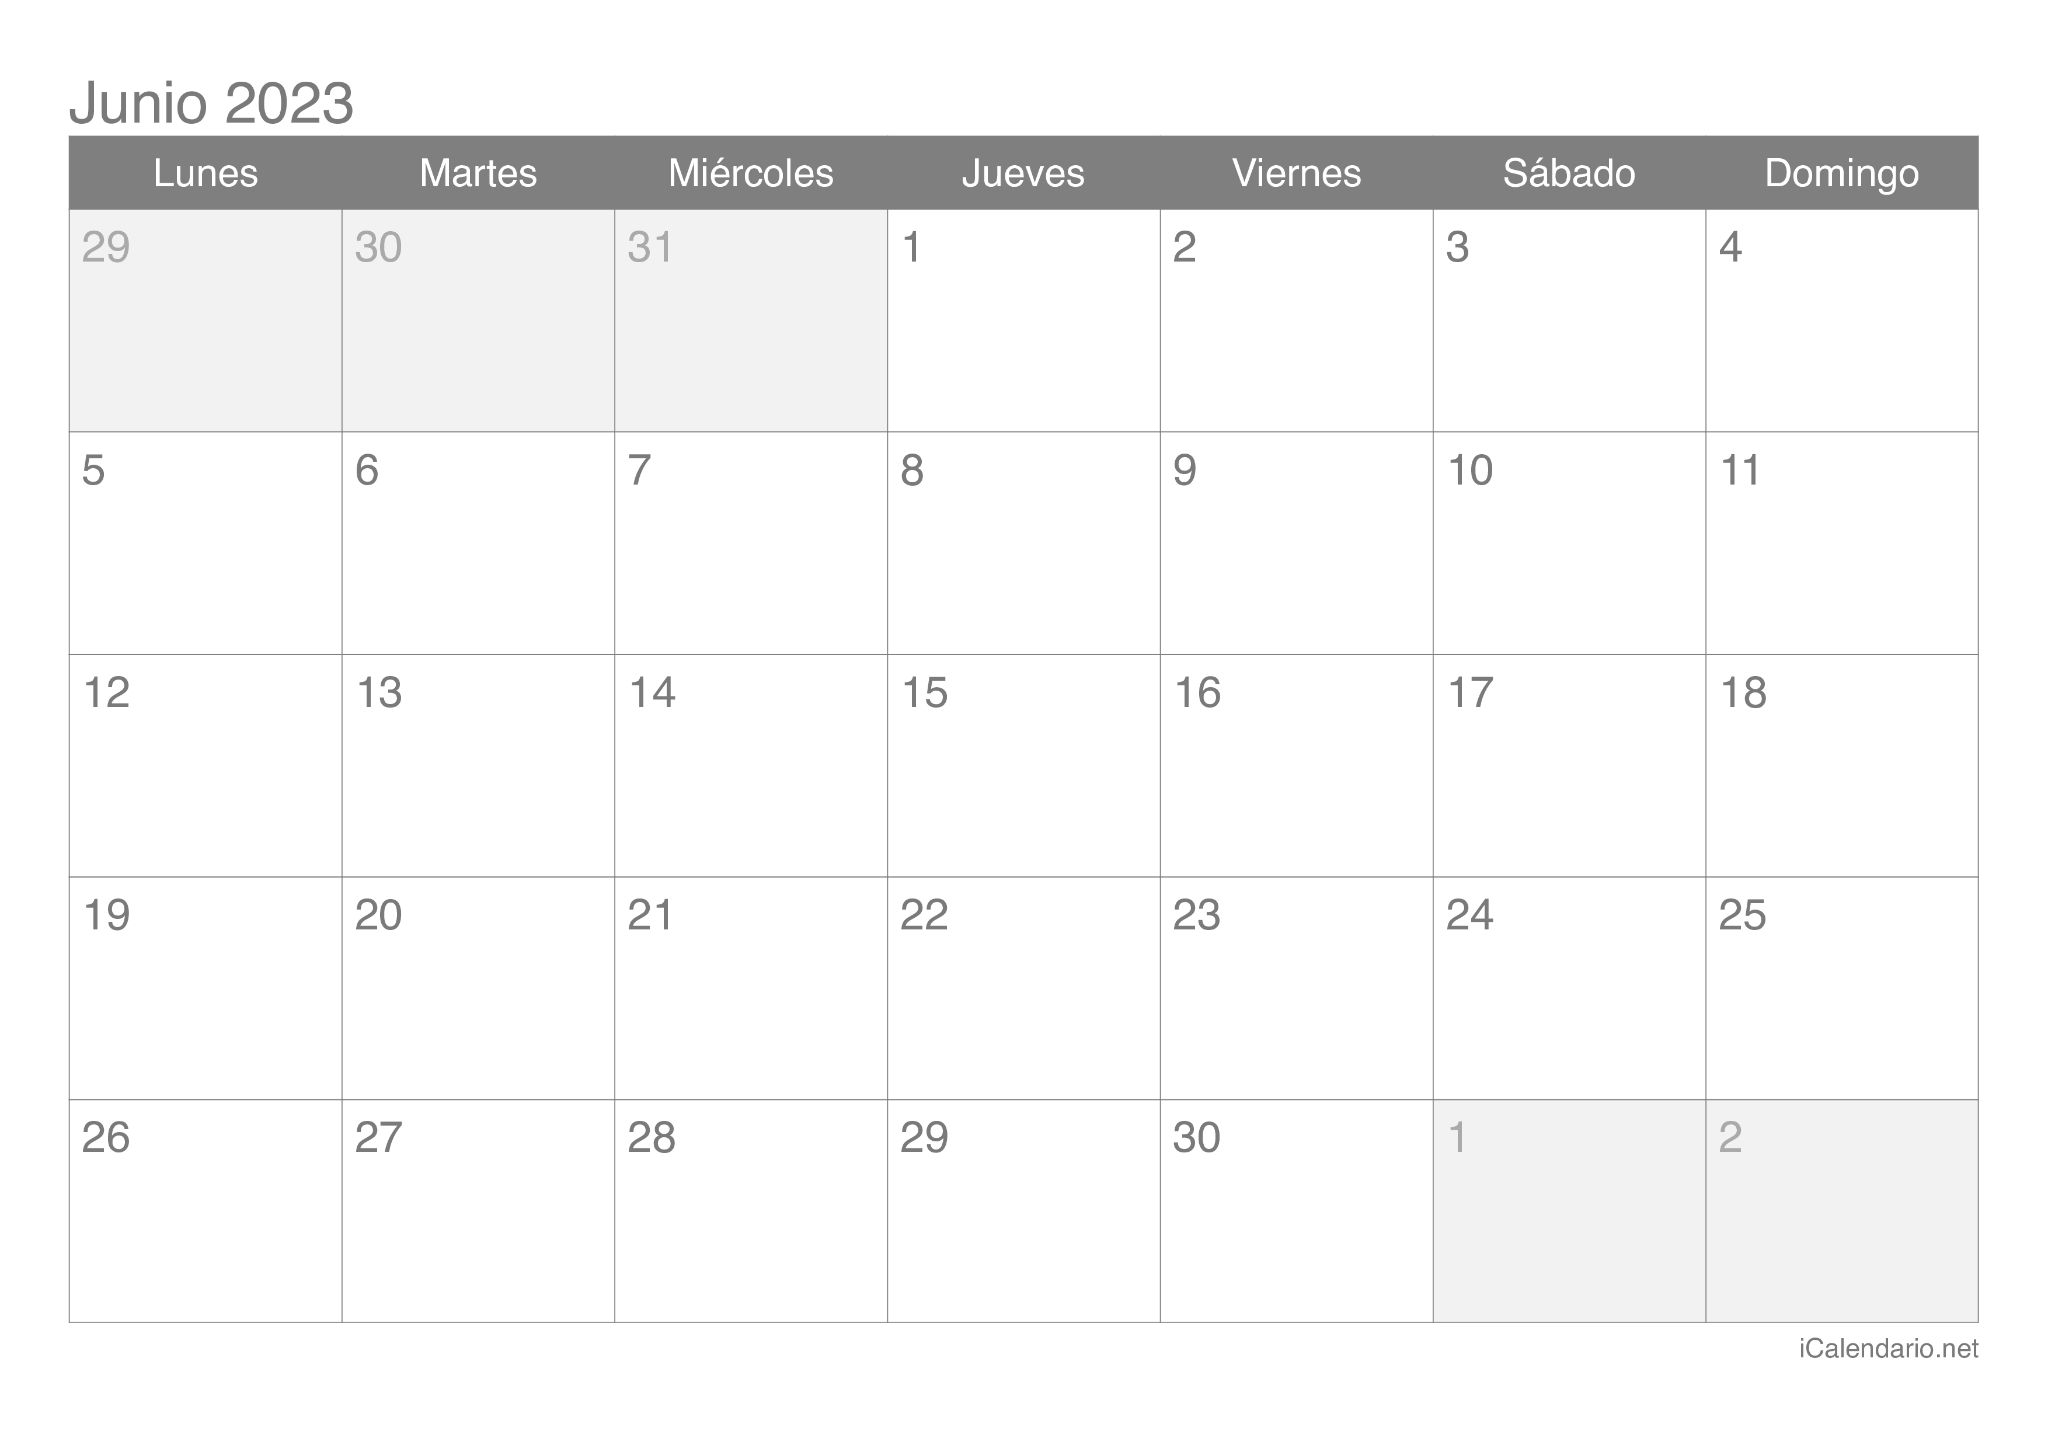 Junio 2023
Lunes Martes Miércoles Jueves Viernes Sábado Domingo
29 30 31 1 2 3 4
5 6 7 8 9 10 11
12 13 14 15 16 17 18
19 20 21 22 23 24 25
26 27 28 29 30 1 2
iCalendario.net